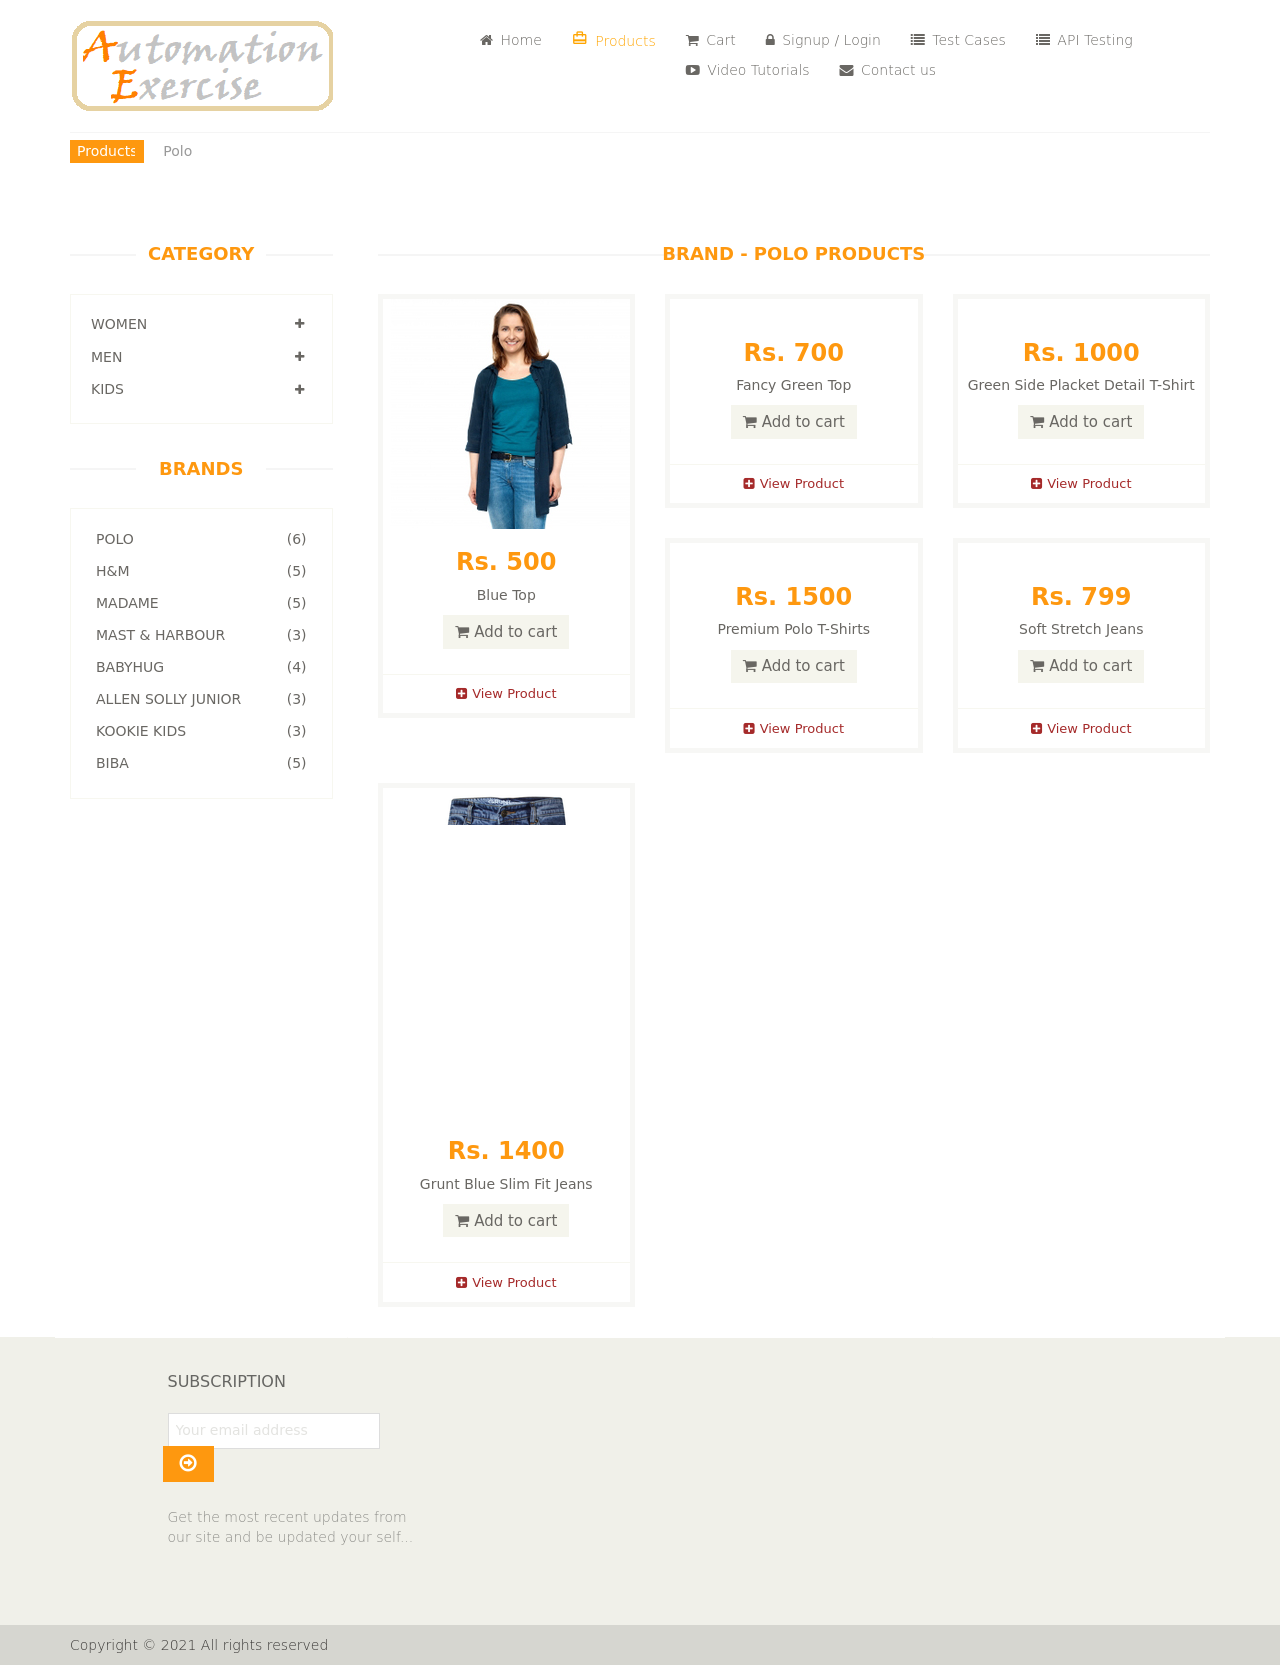 Automation
Exercise
Home
Products
Cart
Signup / Login
Test Cases
API Testing
Video Tutorials
Contact us
Products
Polo
CATEGORY
WOMEN
MEN
KIDS
BRANDS
POLO (6)
H&M (5)
MADAME (5)
MAST & HARBOUR (3)
BABYHUG (4)
ALLEN SOLLY JUNIOR (3)
KOOKIE KIDS (3)
BIBA (5)
BRAND - POLO PRODUCTS
Rs. 500
Blue Top
Add to cart
View Product
Rs. 700
Fancy Green Top
Add to cart
View Product
Rs. 1000
Green Side Placket Detail T-Shirt
Add to cart
View Product
Rs. 1500
Premium Polo T-Shirts
Add to cart
View Product
Rs. 799
Soft Stretch Jeans
Add to cart
View Product
Rs. 1400
Grunt Blue Slim Fit Jeans
Add to cart
View Product
SUBSCRIPTION
Your email address
Get the most recent updates from
our site and be updated your self...
Copyright © 2021 All rights reserved